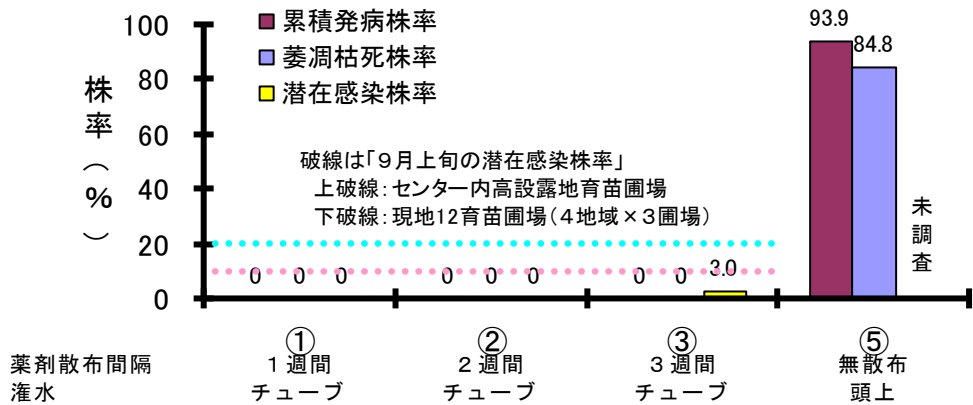 100
80
60
40
20
0
株率(%)
累積発病株率
萎凋枯死株率
潜在感染株率
93.9
84.8
破線は「９月上旬の潜在感染株率」
上破線：センター内高設露地育苗圃場
下破線：現地12育苗圃場（４地域×３圃場）
未調査
0 0 0 0 0 0 0 0 3.0
① ② ③ ⑤
薬剤散布間隔 １週間 ２週間 ３週間 無散布
潅水 チューブ チューブ チューブ 頭上